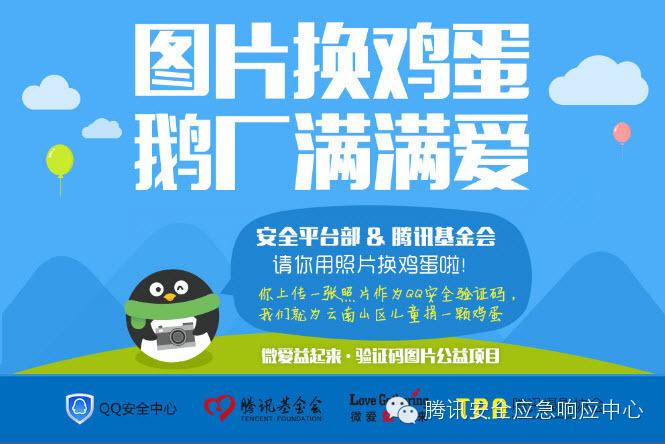 图片换鸡蛋
鹅厂满满爱
安全平台部 & 腾讯基金会
请你用照片换鸡蛋啦!
你上传一张照片作为QQ安全验证码,
我们就为云南山区儿童捐一颗鸡蛋
微爱益起来·验证码图片公益项目
QQ安全中心
腾讯基金会
TENCENT FOUNDATION
Love Gathering
微爱
腾讯安全应急响应中心